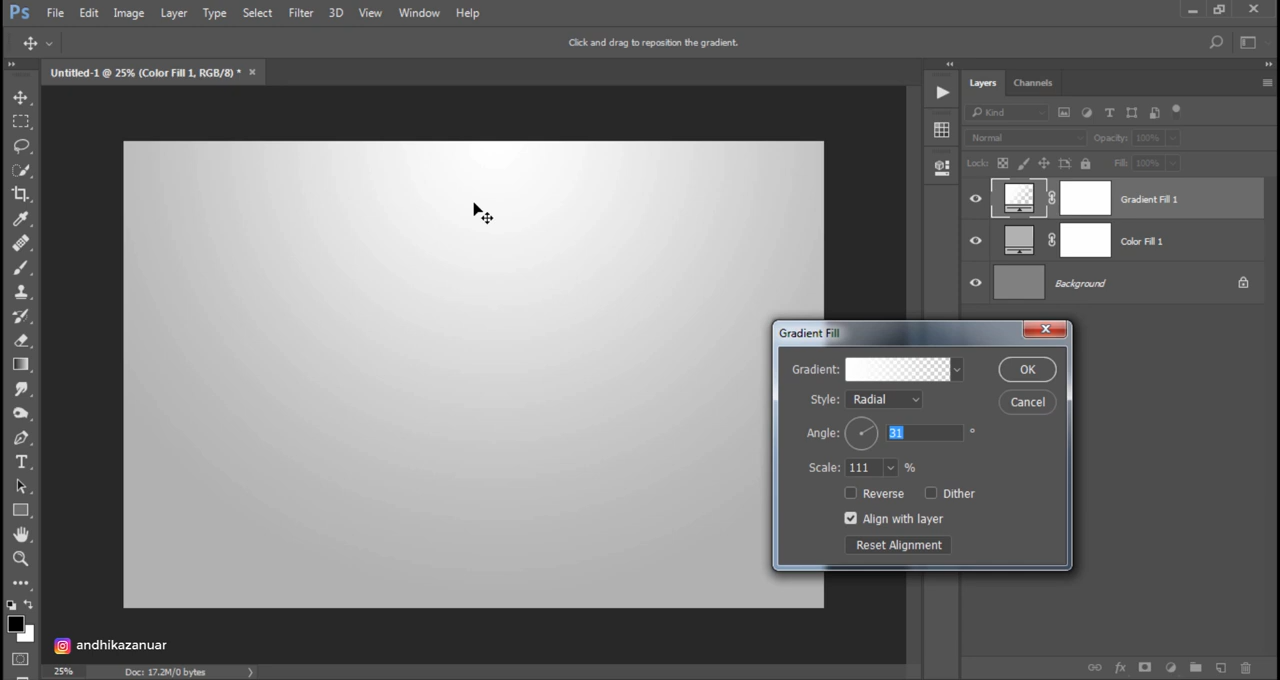 Ps File Edit Image Layer Type Select Filter 3D View Window Help
Click and drag to reposition the gradient.
Untitled-1 @ 25% (Color Fill 1, RGB/8) * ×
Layers Channels
Kind
Normal Opacity: 100%
Lock: Fill: 100%
Gradient Fill 1
Color Fill 1
Background
Gradient Fill
Gradient: OK
Style: Radial Cancel
Angle: 31 °
Scale: 111 %
Reverse Dither
Align with layer
Reset Alignment
andhikazanuar
25% Doc: 17.2M/0 bytes